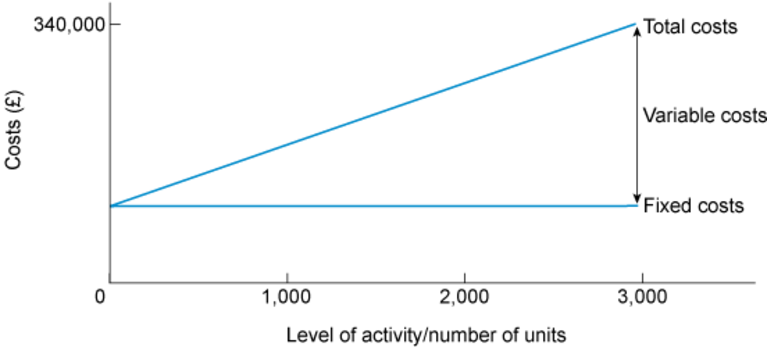 340,000
Total costs
Costs (£)
Variable costs
Fixed costs
0
1,000
2,000
3,000
Level of activity/number of units